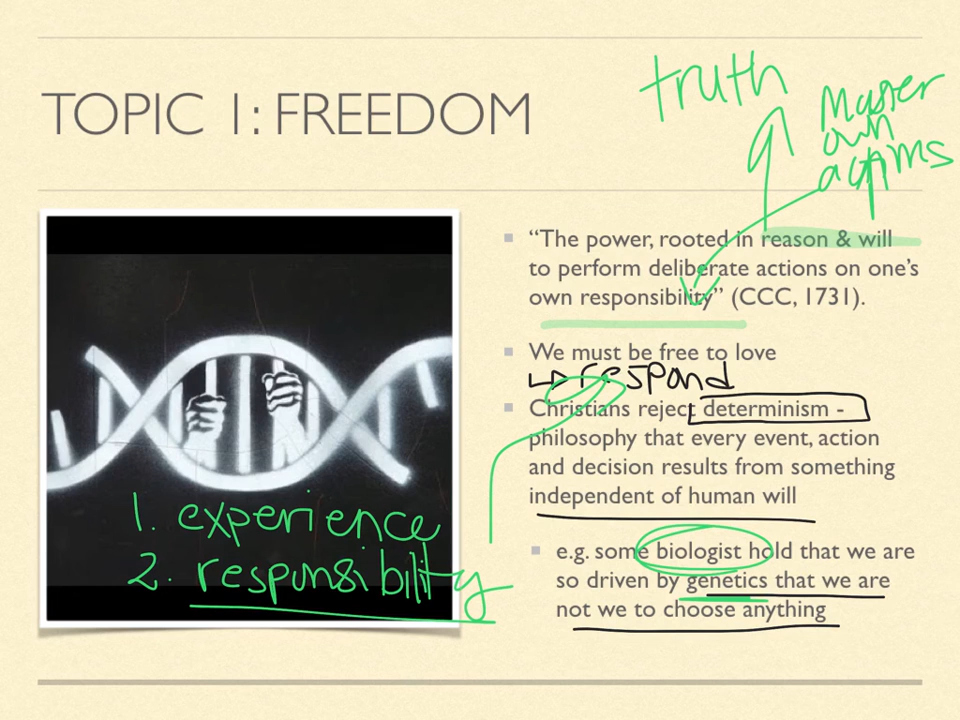 TOPIC 1: FREEDOM
truth
Master
own
actions
"The power, rooted in reason & will
to perform deliberate actions on one's
own responsibility" (CCC, 1731).
We must be free to love
respond
Christians reject determination -
philosophy that every event, action
and decision results from something
independent of human will
e.g. some biologist hold that we are
so driven by genetics that we are
not we to choose anything
1. experience
2. responsibility